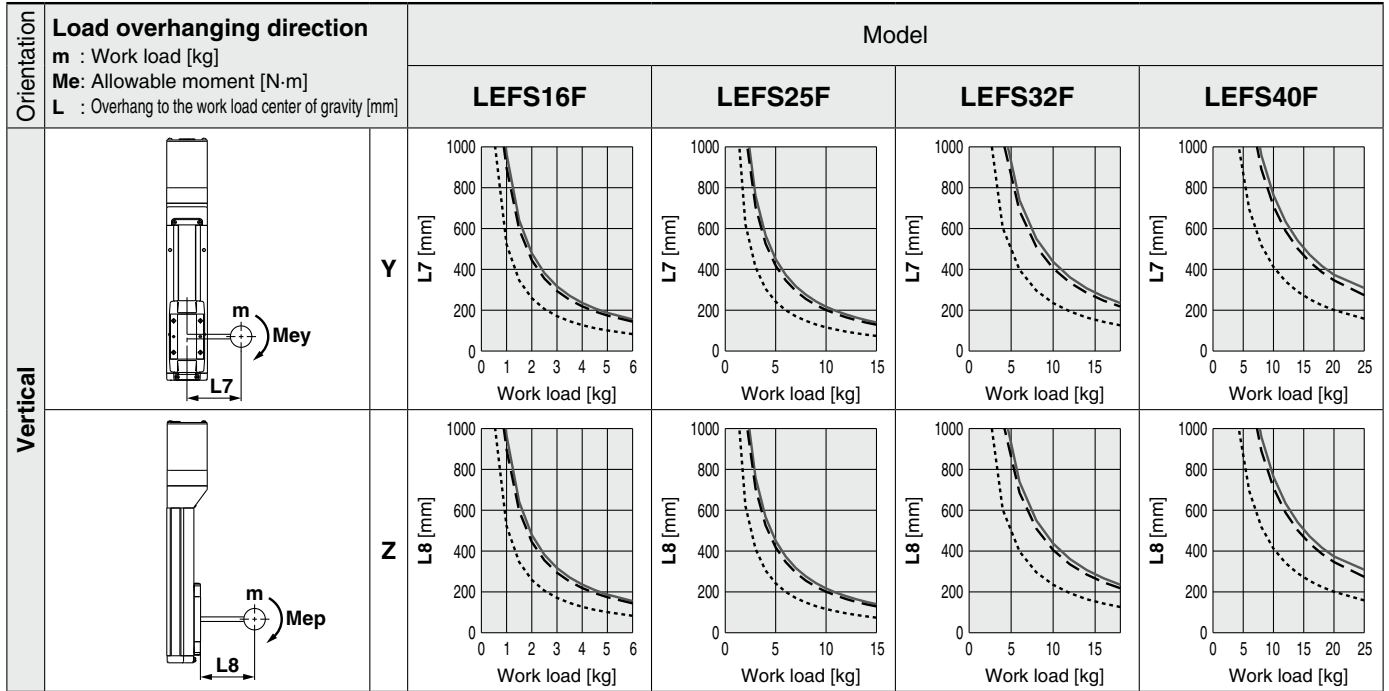 Orientation
Load overhanging direction
m : Work load [kg]
Me: Allowable moment [N·m]
L : Overhang to the work load center of gravity [mm]
Model
LEFS16F
LEFS25F
LEFS32F
LEFS40F
Vertical
m
Mey
L7
Y
L7 [mm]
1000
800
600
400
200
0
0 1 2 3 4 5 6
Work load [kg]
L7 [mm]
1000
800
600
400
200
0
0 5 10 15
Work load [kg]
L7 [mm]
1000
800
600
400
200
0
0 5 10 15
Work load [kg]
L7 [mm]
1000
800
600
400
200
0
0 5 10 15 20 25
Work load [kg]
m
Mep
L8
Z
L8 [mm]
1000
800
600
400
200
0
0 1 2 3 4 5 6
Work load [kg]
L8 [mm]
1000
800
600
400
200
0
0 5 10 15
Work load [kg]
L8 [mm]
1000
800
600
400
200
0
0 5 10 15
Work load [kg]
L8 [mm]
1000
800
600
400
200
0
0 5 10 15 20 25
Work load [kg]